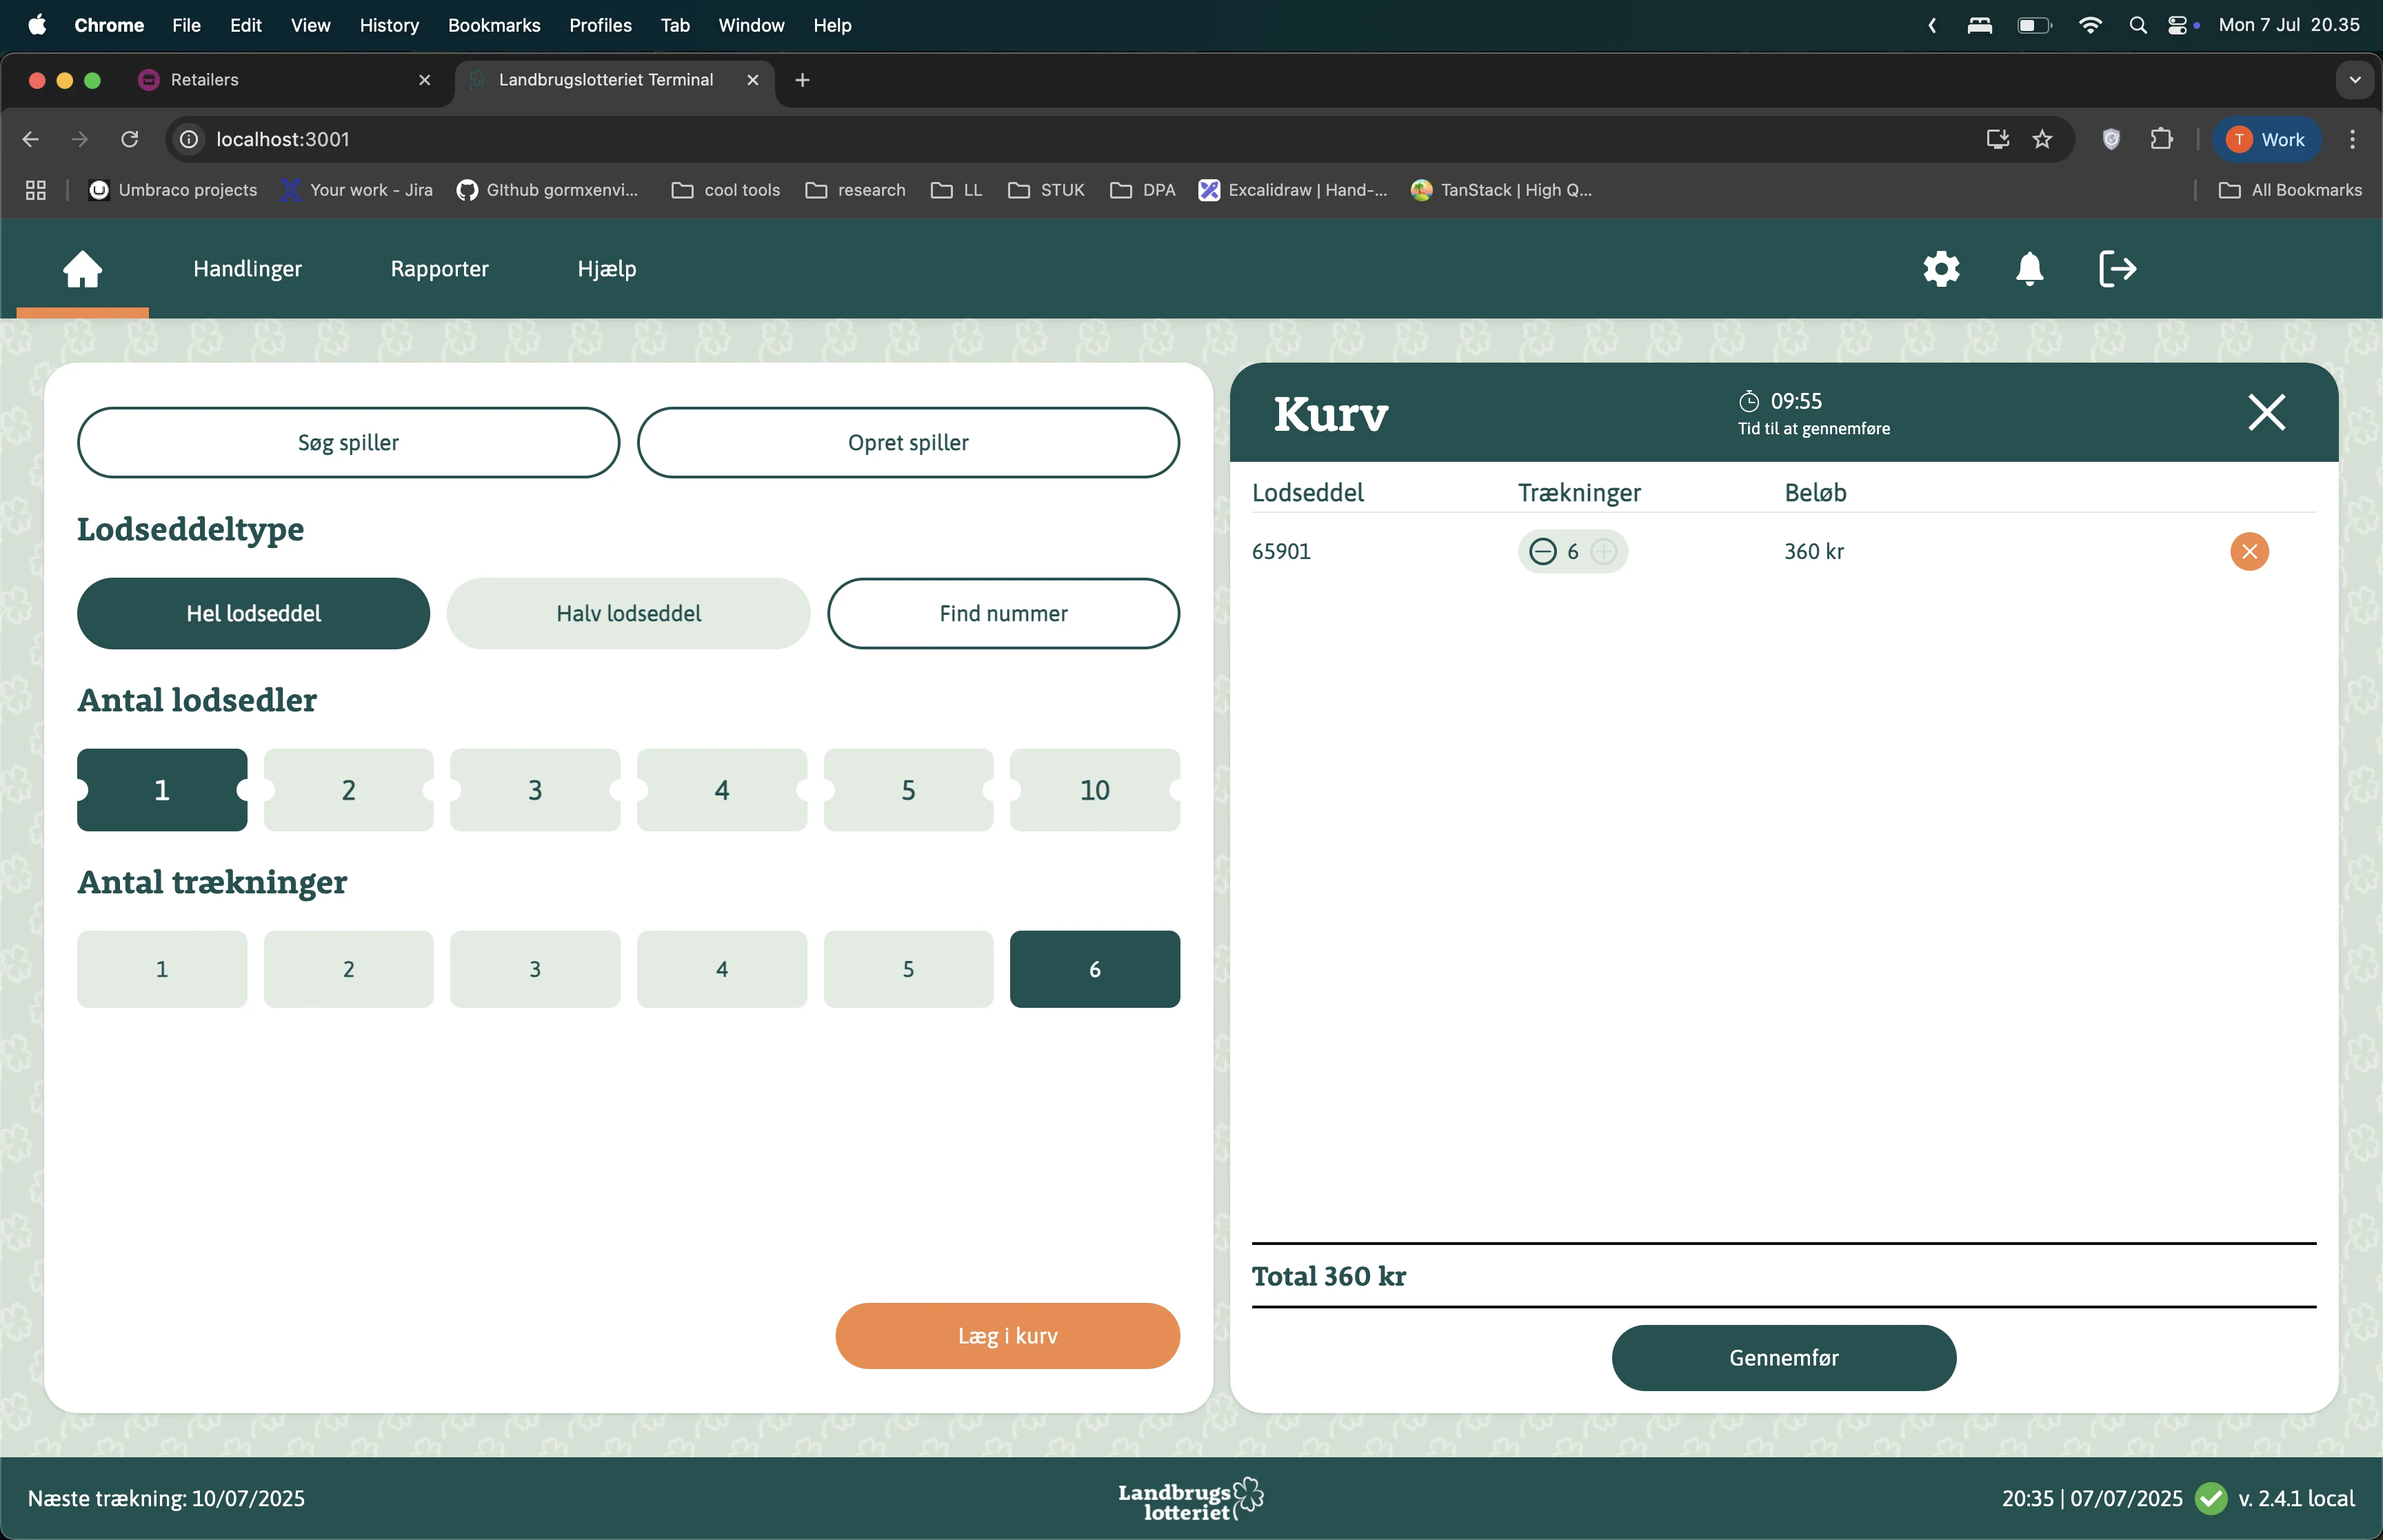 Chrome File Edit View History Bookmarks Profiles Tab Window Help Mon 7 Jul 20.35
Retailers Landbrugslotteriet Terminal
localhost:3001 T Work
Umbraco projects Your work - Jira GIthub gormxenvi... cool tools research LL STUK DPA Excalidraw | Hand-... TanStack | High Q... All Bookmarks
Handlinger Rapporter Hjælp
Søg spiller Opret spiller
Lodseddeltype
Hel lodseddel Halv lodseddel Find nummer
Antal lodsedler
1 2 3 4 5 10
Antal trækninger
1 2 3 4 5 6
Læg i kurv
Kurv
09:55
Tid til at gennemføre
Lodseddel Trækninger Beløb
65901 6 360 kr
Total 360 kr
Gennemfør
Næste trækning: 10/07/2025
Landbrugs
lotteriet
20:35 | 07/07/2025 v. 2.4.1 local